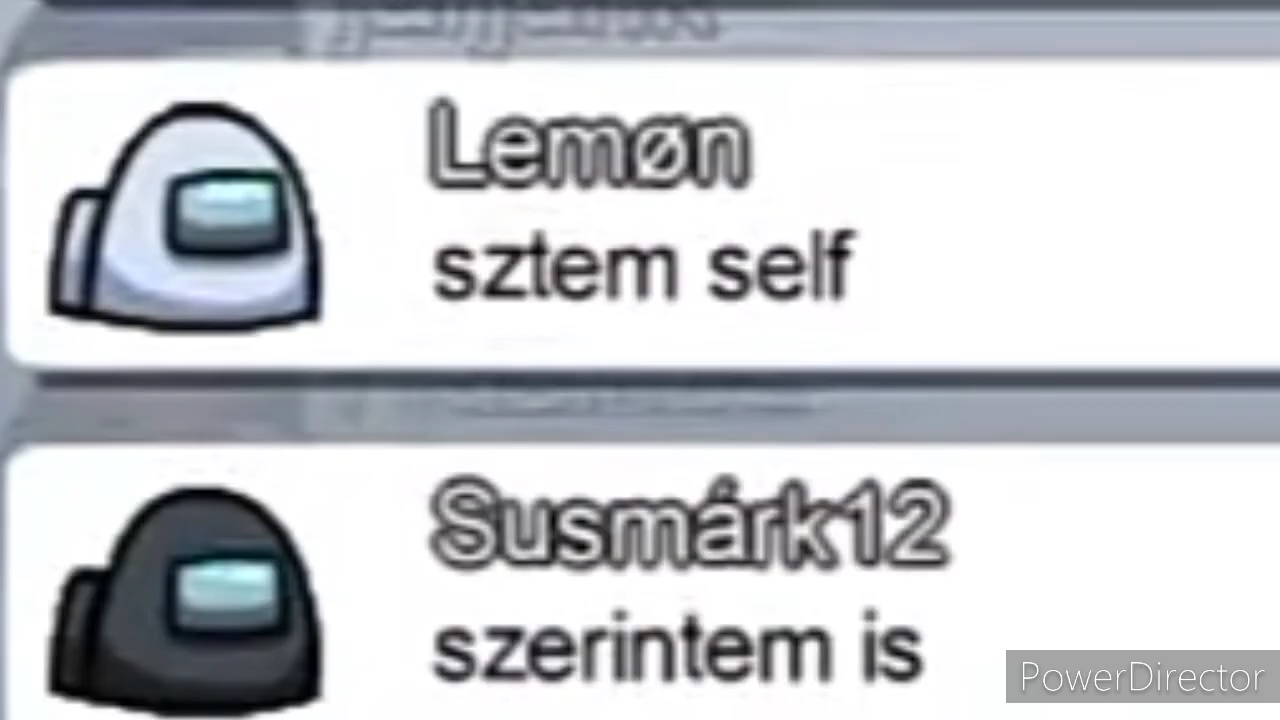 Lemøn
sztem self
Susmárk12
szerintem is
PowerDirector